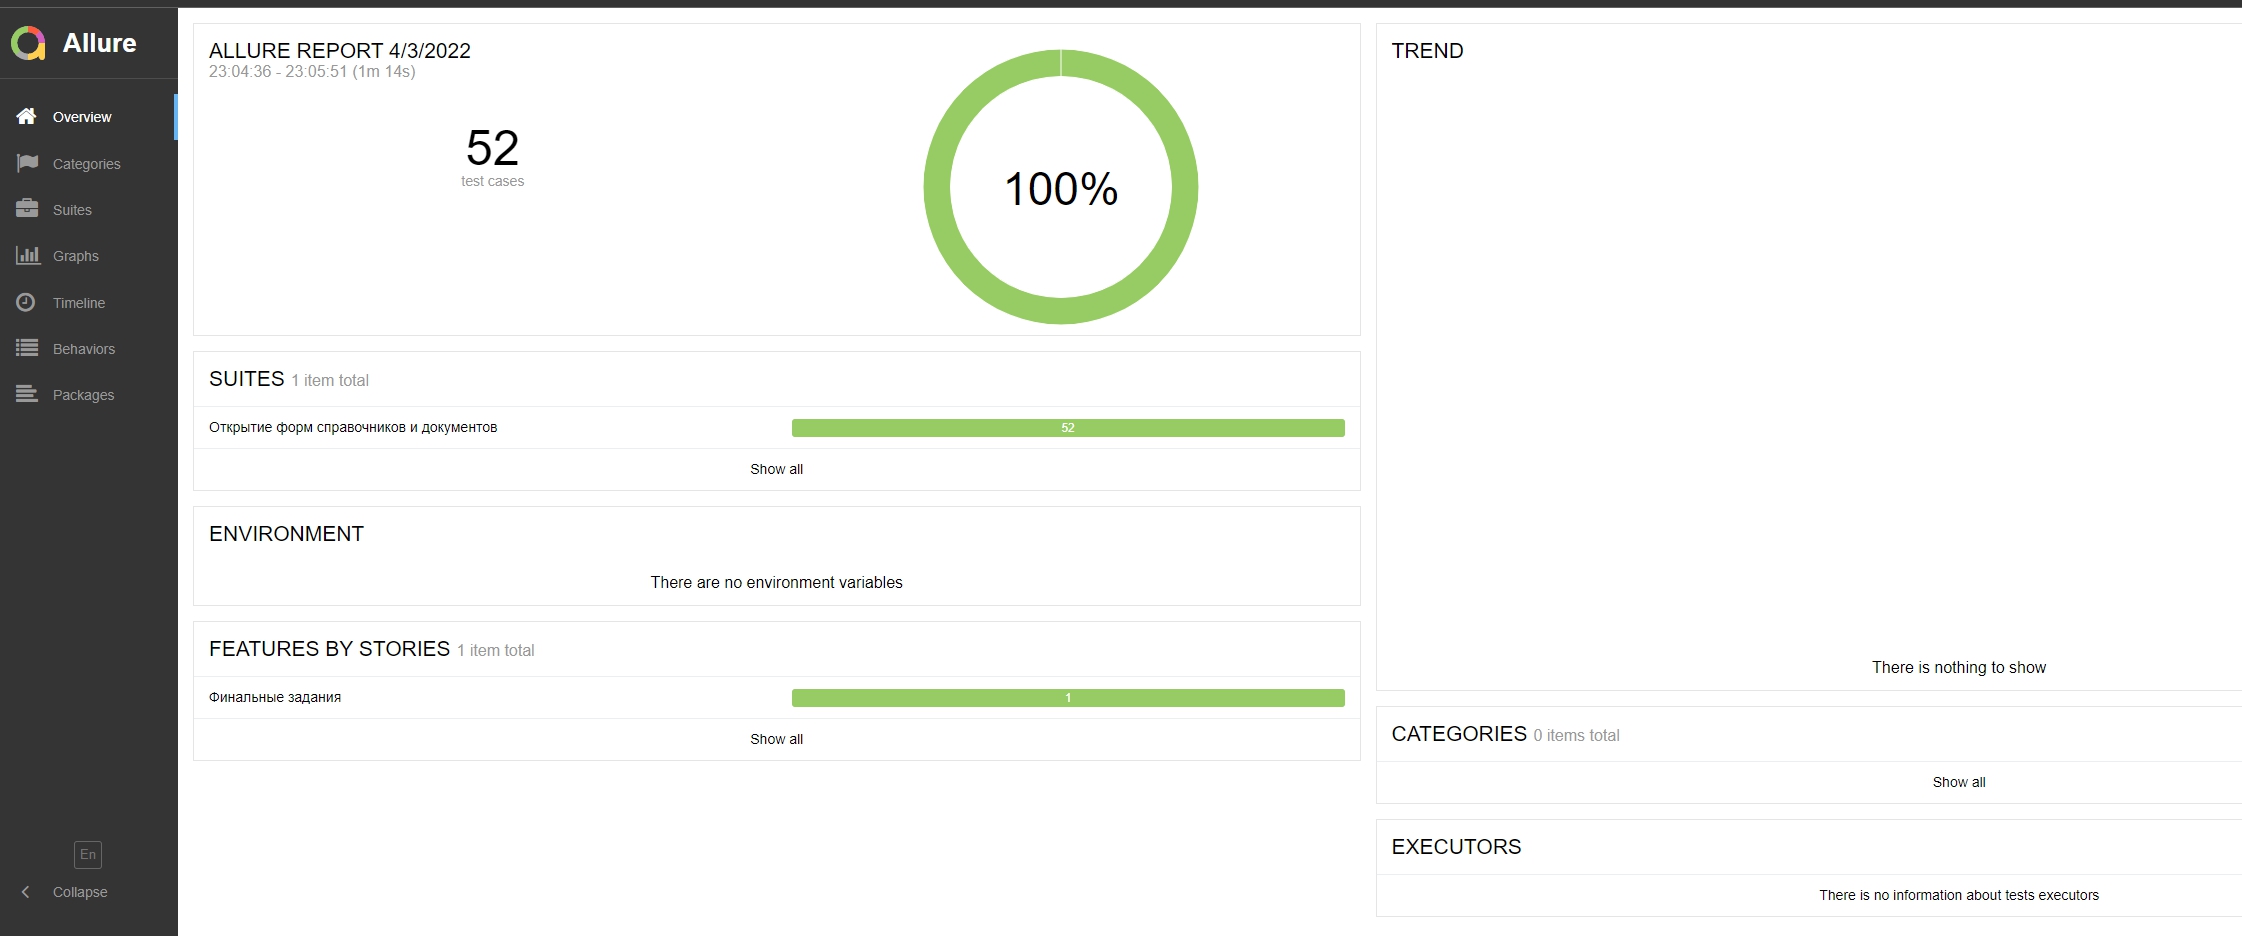 Allure
Overview
Categories
Suites
Graphs
Timeline
Behaviors
Packages
En
Collapse
ALLURE REPORT 4/3/2022
23:04:36 - 23:05:51 (1m 14s)
52
test cases
100%
SUITES 1 item total
Открытие форм справочников и документов 52
Show all
ENVIRONMENT
There are no environment variables
FEATURES BY STORIES 1 item total
Финальные задания 1
Show all
TREND
There is nothing to show
CATEGORIES 0 items total
Show all
EXECUTORS
There is no information about tests executors